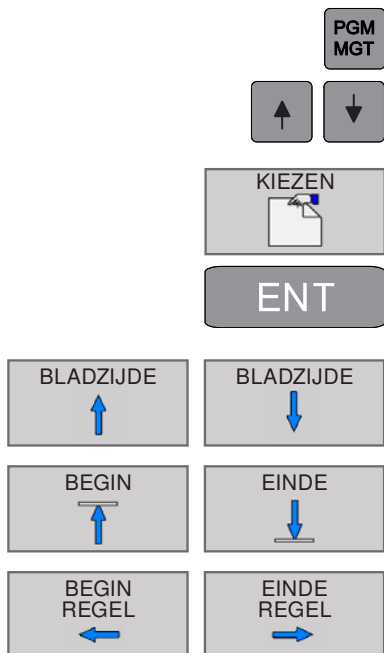 PGM
MGT
KIEZEN
ENT
BLADZIJDE BLADZIJDE
BEGIN EINDE
BEGIN EINDE
REGEL REGEL